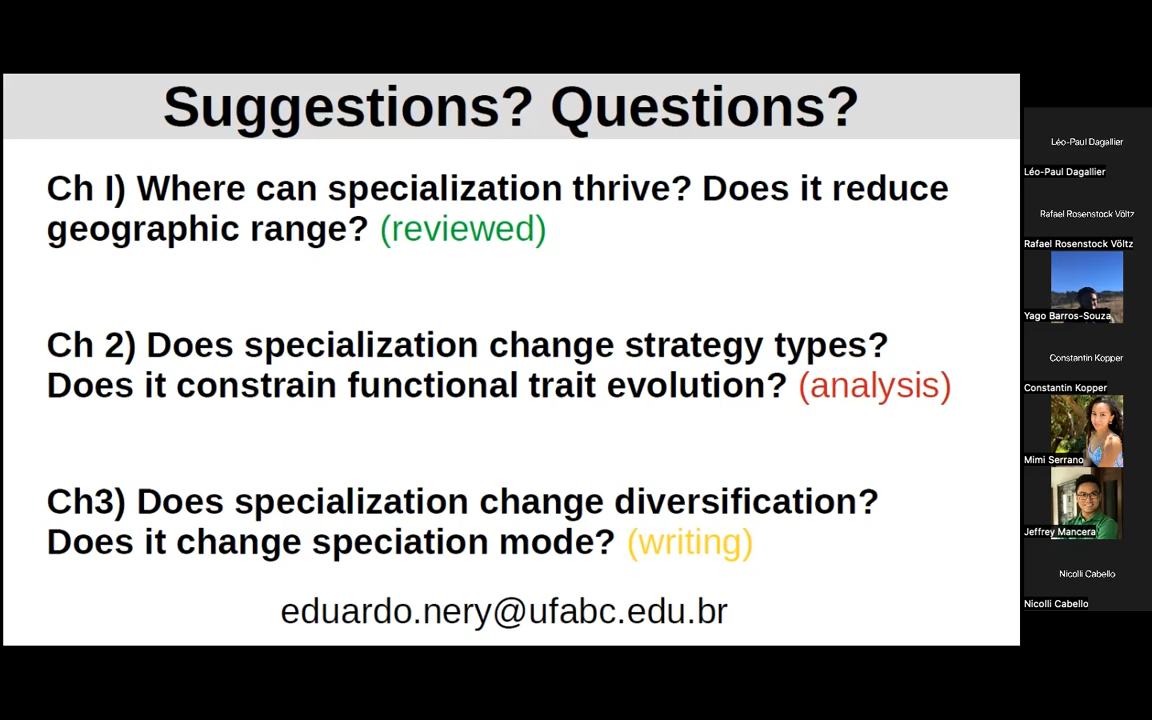 Suggestions? Questions?
Ch I) Where can specialization thrive? Does it reduce
geographic range? (reviewed)
Ch 2) Does specialization change strategy types?
Does it constrain functional trait evolution? (analysis)
Ch3) Does specialization change diversification?
Does it change speciation mode? (writing)
eduardo.nery@ufabc.edu.br
Léo-Paul Dagallier
Léo-Paul Dagallier
Rafael Rosenstock Völtz
Rafael Rosenstock Völtz
Yago Barros-Souza
Constantin Kopper
Constantin Kopper
Mimi Serrano
Jeffrey Mancera
Nicolli Cabello
Nicolli Cabello